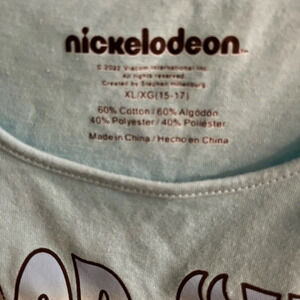 nickelodeon™
© 2022 Viacom International Inc.
All rights reserved.
Created by Stephen Hillenburg
XL/XG(15-17)
60% Cotton / 60% Algodón
40% Polyester / 40% Poliéster
Made in China / Hecho en China